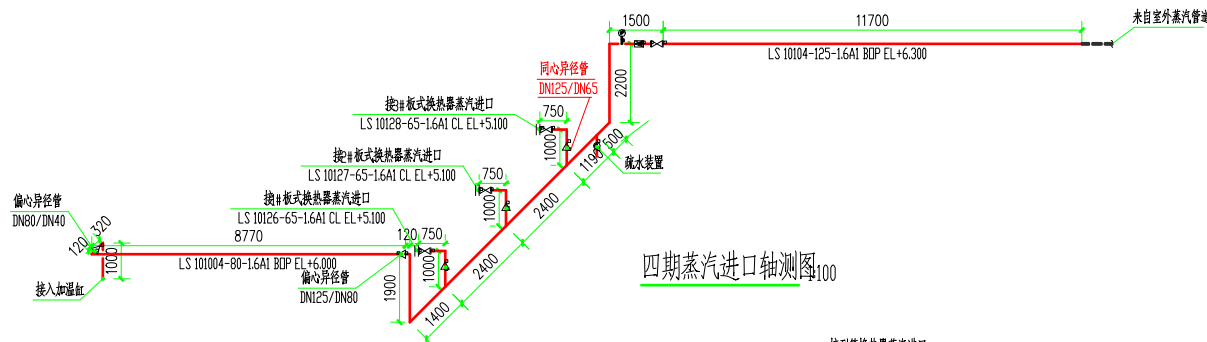 1500
11700
来自室外蒸汽管道
LS 10104-125-1.6A1 BOP EL+6.300
同心异径管
DN125/DN65
2200
接3#板式换热器蒸汽进口
LS 10128-65-1.6A1 CL EL+5.100
750
1000
500
1190
疏水装置
接2#板式换热器蒸汽进口
LS 10127-65-1.6A1 CL EL+5.100
750
1000
2400
接1#板式换热器蒸汽进口
LS 10126-65-1.6A1 CL EL+5.100
偏心异径管
DN80/DN40
120
320
8770
120
750
1000
1000
2400
LS 101004-80-1.6A1 BOP EL+6.000
偏心异径管
DN125/DN80
接入加温缸
1900
1400
四期蒸汽进口轴测图
1:100